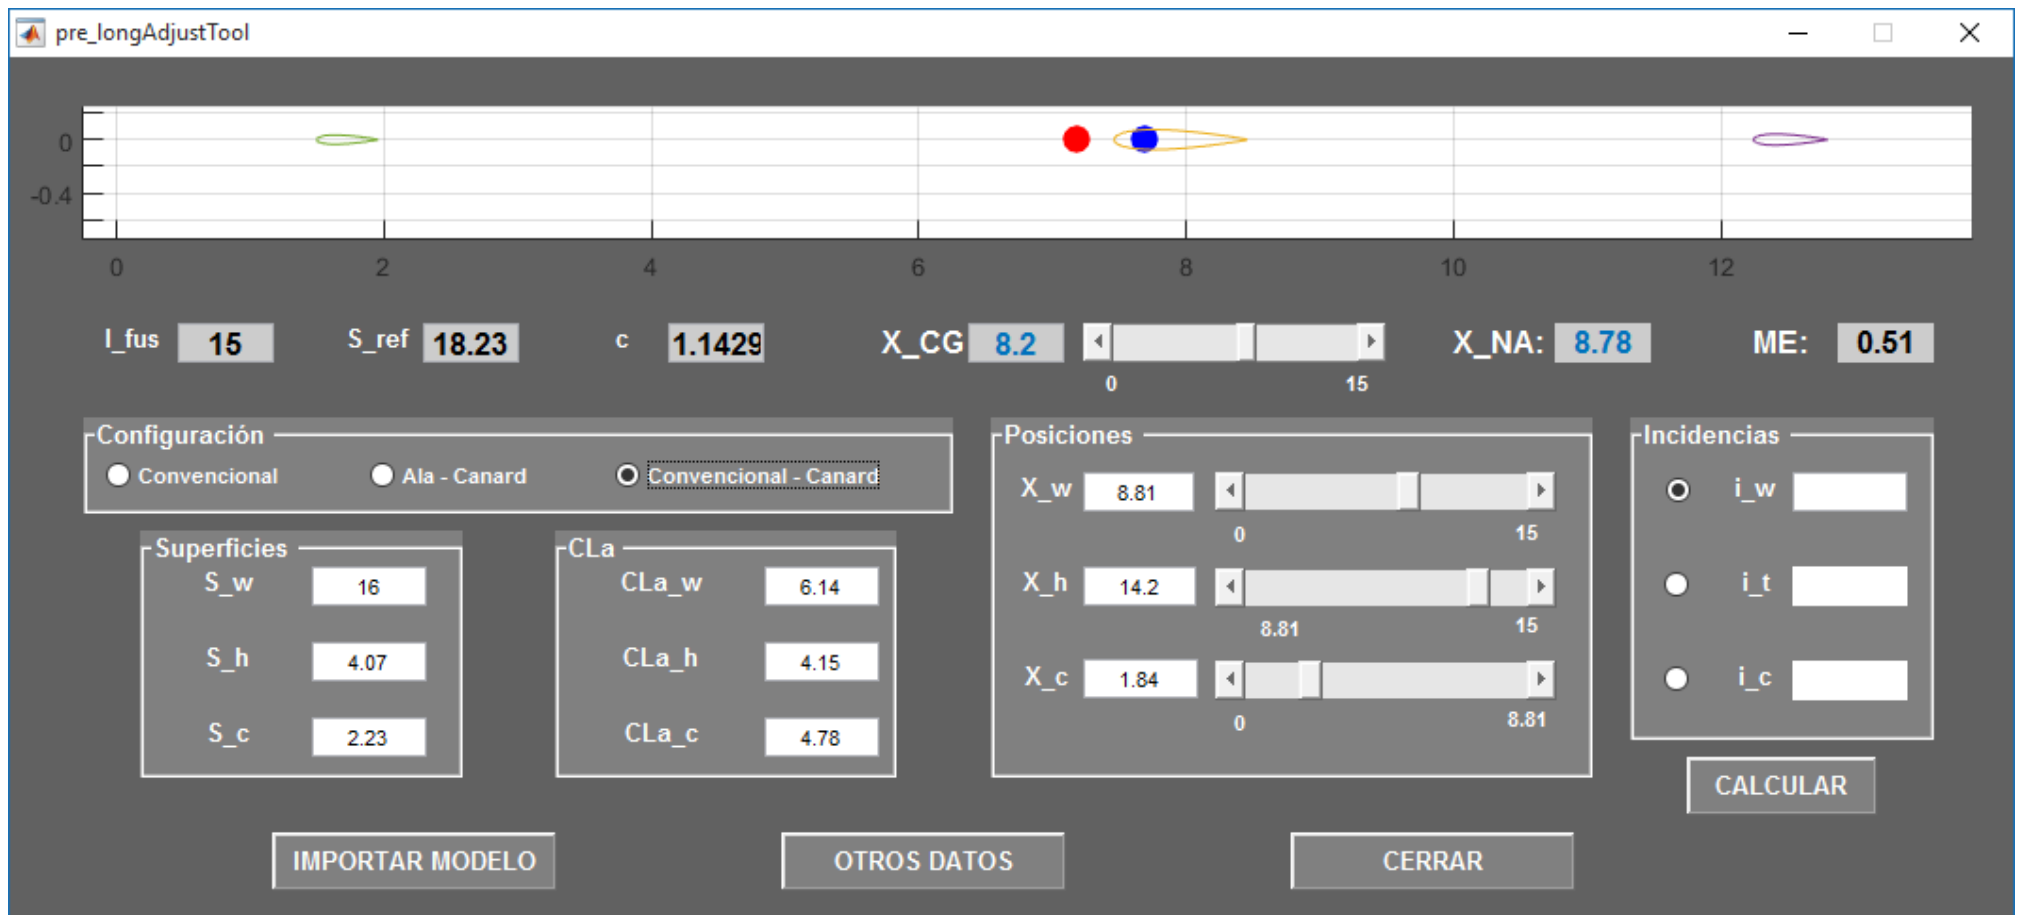 pre_longAdjustTool
0
-0.4
0 2 4 6 8 10 12
l_fus 15 S_ref 18.23 c 1.1429 X_CG 8.2 X_NA: 8.78 ME: 0.51
0 15
Configuración
Convencional Ala - Canard Convencional - Canard
Superficies
S_w 16
S_h 4.07
S_c 2.23
CLa
CLa_w 6.14
CLa_h 4.15
CLa_c 4.78
Posiciones
X_w 8.81
0 15
X_h 14.2
8.81 15
X_c 1.84
0 8.81
Incidencias
i_w
i_t
i_c
CALCULAR
IMPORTAR MODELO OTROS DATOS CERRAR